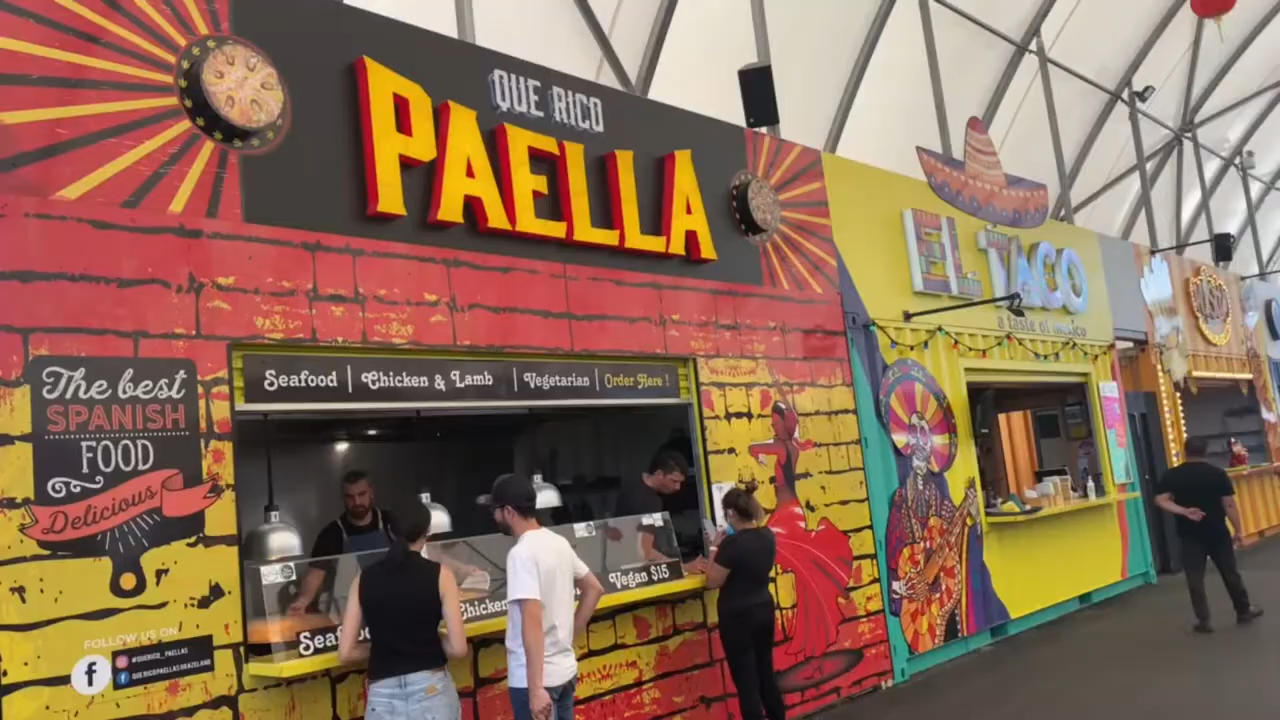 QUE RICO
PAELLA
EL TACO
a taste of mexico
Seafood | Chicken & Lamb | Vegetarian | Order Here !
The best
SPANISH
FOOD
Delicious
Vegan $15
Chicken
Seafo
FOLLOW US ON
f
#QUERICO_PAELLAS